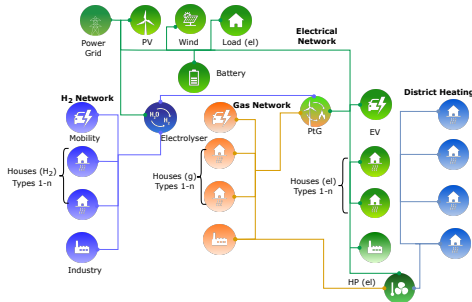 Electrical
Network
Power
Grid
PV
Wind
Load (el)
Battery
H₂ Network
Gas Network
District Heating
Mobility
H₂O
H₂
Electrolyser
PtG
EV
Houses (H₂)
Types 1-n
Houses (g)
Types 1-n
Houses (el)
Types 1-n
Industry
HP (el)